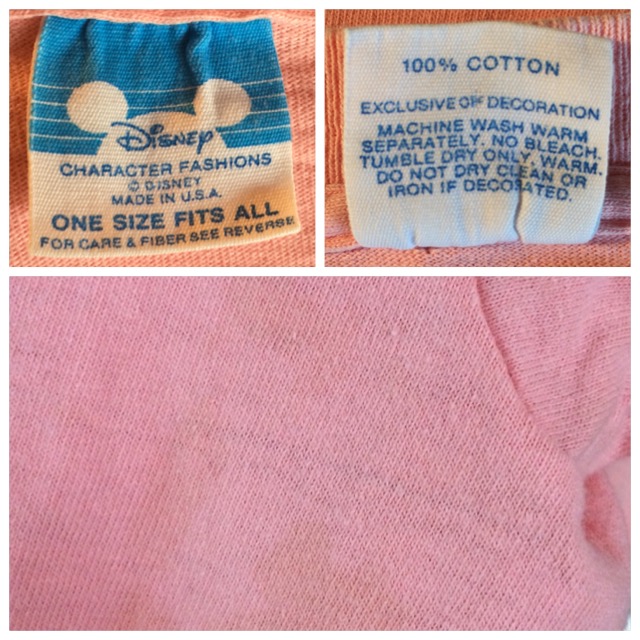 Disney
CHARACTER FASHIONS
© DISNEY
MADE IN U.S.A.
ONE SIZE FITS ALL
FOR CARE & FIBER SEE REVERSE
100% COTTON
EXCLUSIVE OF DECORATION
MACHINE WASH WARM
SEPARATELY. NO BLEACH.
TUMBLE DRY ONLY, WARM.
DO NOT DRY CLEAN OR
IRON IF DECORATED.